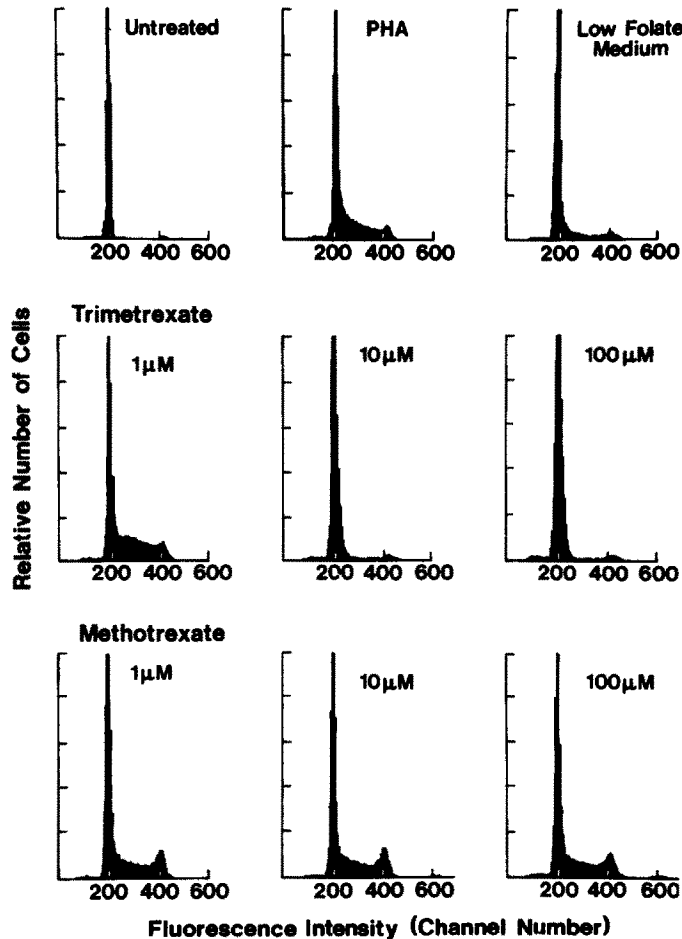 Untreated
PHA
Low Folate
Medium
200 400 600
200 400 600
200 400 600
Relative Number of Cells
Trimetrexate
1μM
10μM
100μM
200 400 600
200 400 600
200 400 600
Methotrexate
1μM
10μM
100μM
200 400 600
200 400 600
200 400 600
Fluorescence Intensity (Channel Number)